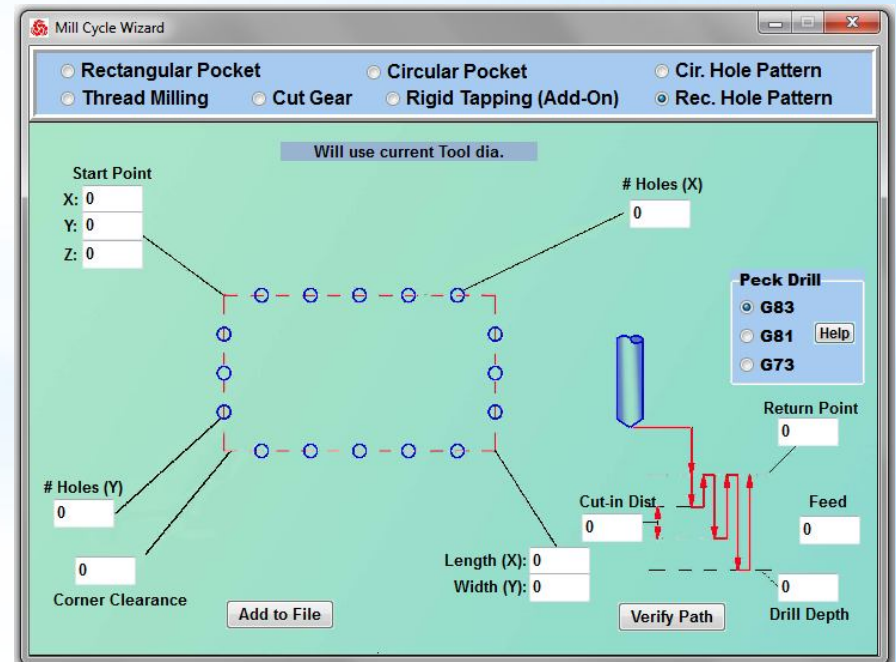 Mill Cycle Wizard
Rectangular Pocket Circular Pocket Cir. Hole Pattern
Thread Milling Cut Gear Rigid Tapping (Add-On) Rec. Hole Pattern
Will use current Tool dia.
Start Point
X: 0
Y: 0
Z: 0
# Holes (X)
0
Peck Drill
G83
G81 Help
G73
Return Point
0
# Holes (Y)
0
Cut-in Dist
0
Feed
0
0
Corner Clearance
Length (X): 0
Width (Y): 0
0
Drill Depth
Add to File
Verify Path